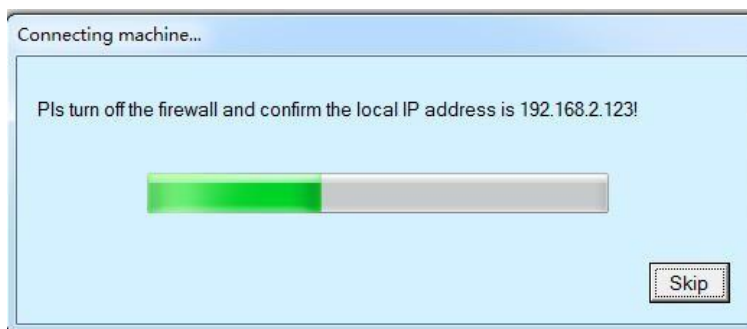 Connecting machine...
Pls turn off the firewall and confirm the local IP address is 192.168.2.123!
Skip